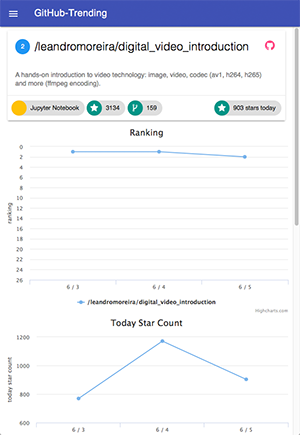 GitHub-Trending
2 /leandromoreira/digital_video_introduction
A hands-on introduction to video technology: image, video, codec (av1, h264, h265)
and more (ffmpeg encoding).
Jupyter Notebook 3134 159 903 stars today
Ranking
ranking
0
2
4
6
8
10
12
14
16
18
20
22
24
26
6 / 3 6 / 4 6 / 5
/leandromoreira/digital_video_introduction
Highcharts.com
Today Star Count
today star count
1200
1000
800
600
6 / 3 6 / 4 6 / 5